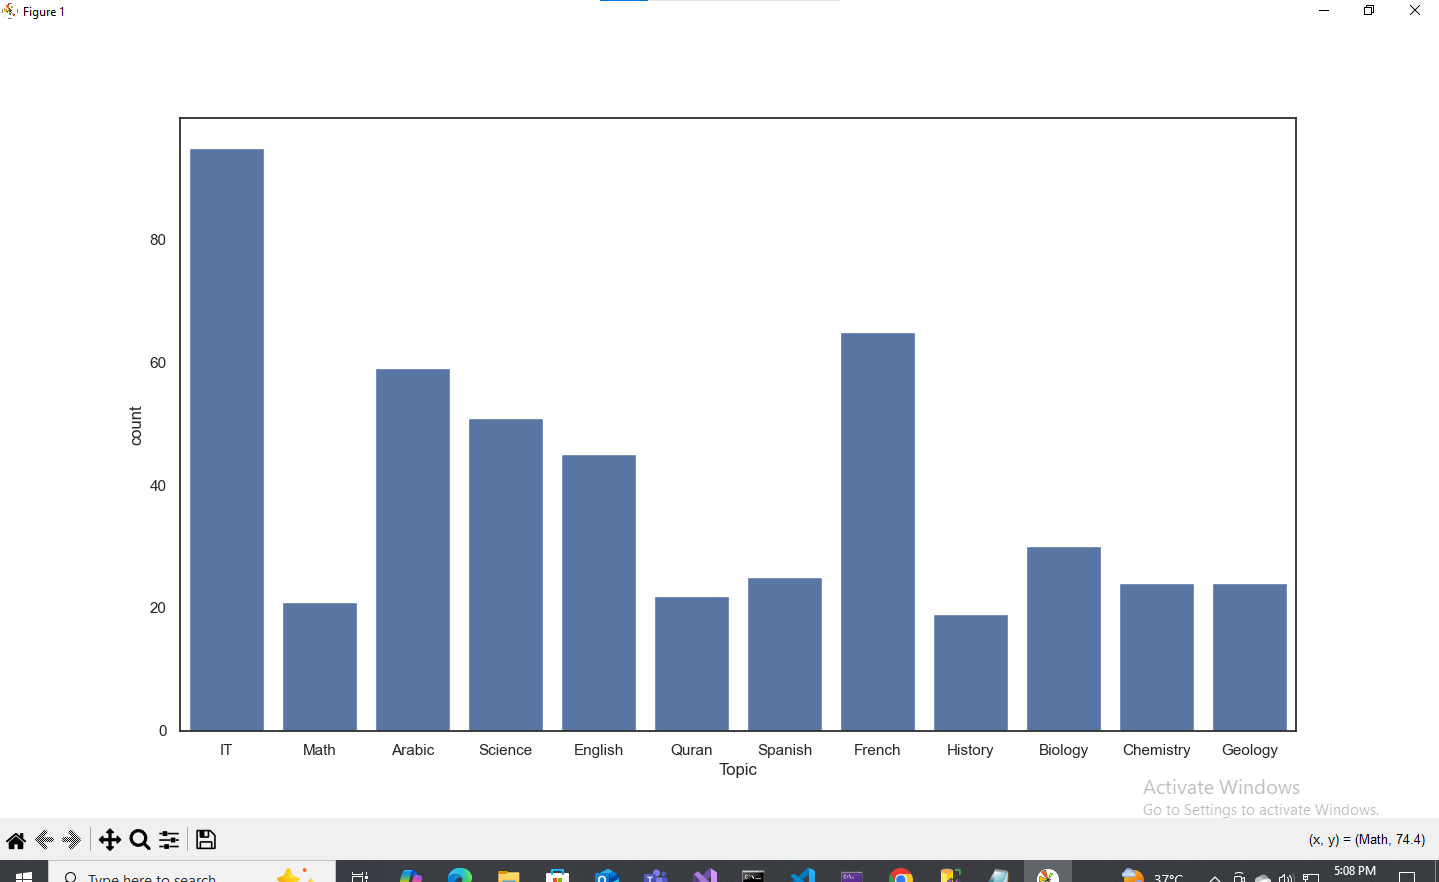 Figure 1
80
60
40
20
0
count
IT Math Arabic Science English Quran Spanish French History Biology Chemistry Geology
Topic
Activate Windows
Go to Settings to activate Windows.
(x, y) = (Math, 74.4)
Type here to search
37°C
5:08 PM